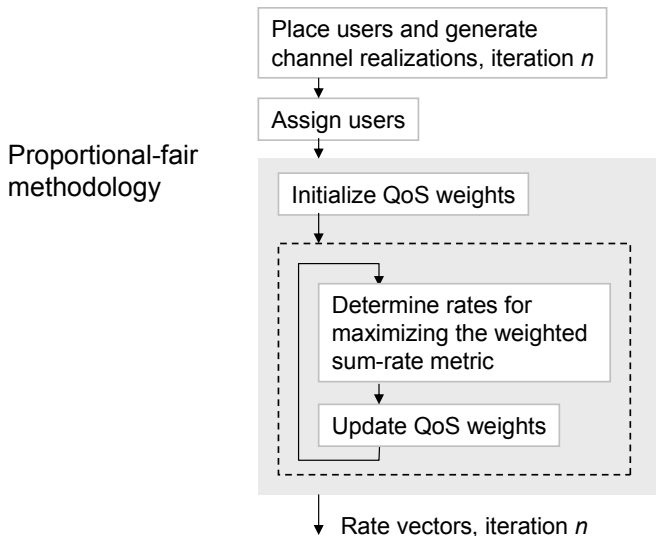 Place users and generate
channel realizations, iteration n
Assign users
Proportional-fair
methodology
Initialize QoS weights
Determine rates for
maximizing the weighted
sum-rate metric
Update QoS weights
Rate vectors, iteration n